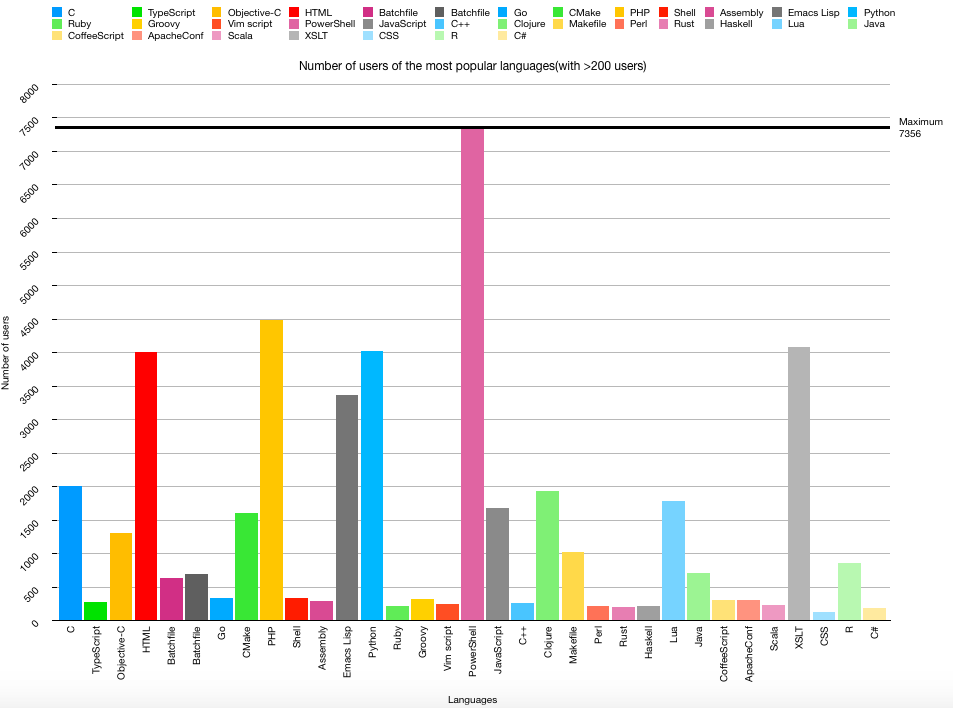 C TypeScript Objective-C HTML Batchfile Batchfile Go CMake PHP Shell Assembly Emacs Lisp Python
Ruby Groovy Vim script PowerShell JavaScript C++ Clojure Makefile Perl Rust Haskell Lua Java
CoffeeScript ApacheConf Scala XSLT CSS R C#
Number of users of the most popular languages(with >200 users)
8000
7500
Maximum
7356
7000
6500
6000
5500
5000
4500
4000
3500
3000
2500
2000
1500
1000
500
0
Number of users
C
TypeScript
Objective-C
HTML
Batchfile
Batchfile
Go
CMake
PHP
Shell
Assembly
Emacs Lisp
Python
Ruby
Groovy
Vim script
PowerShell
JavaScript
C++
Clojure
Makefile
Perl
Rust
Haskell
Lua
Java
CoffeeScript
ApacheConf
Scala
XSLT
CSS
R
C#
Languages